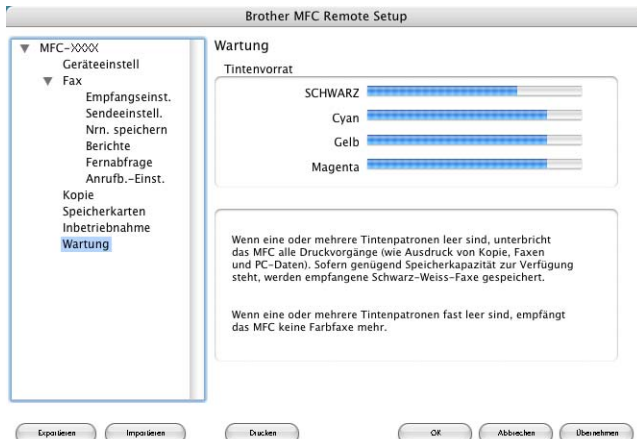 Brother MFC Remote Setup
MFC-XXXX
Geräteeinstell
Fax
Empfangseinst.
Sendeeinstell.
Nrn. speichern
Berichte
Fernabfrage
Anrufb.-Einst.
Kopie
Speicherkarten
Inbetriebnahme
Wartung
Wartung
Tintenvorrat
SCHWARZ
Cyan
Gelb
Magenta
Wenn eine oder mehrere Tintenpatronen leer sind, unterbricht
das MFC alle Druckvorgänge (wie Ausdruck von Kopie, Faxen
und PC-Daten). Sofern genügend Speicherkapazität zur Verfügung
steht, werden empfangene Schwarz-Weiss-Faxe gespeichert.
Wenn eine oder mehrere Tintenpatronen fast leer sind, empfängt
das MFC keine Farbfaxe mehr.
Exportieren
Importieren
Drucken
OK
Abbrechen
Übernehmen